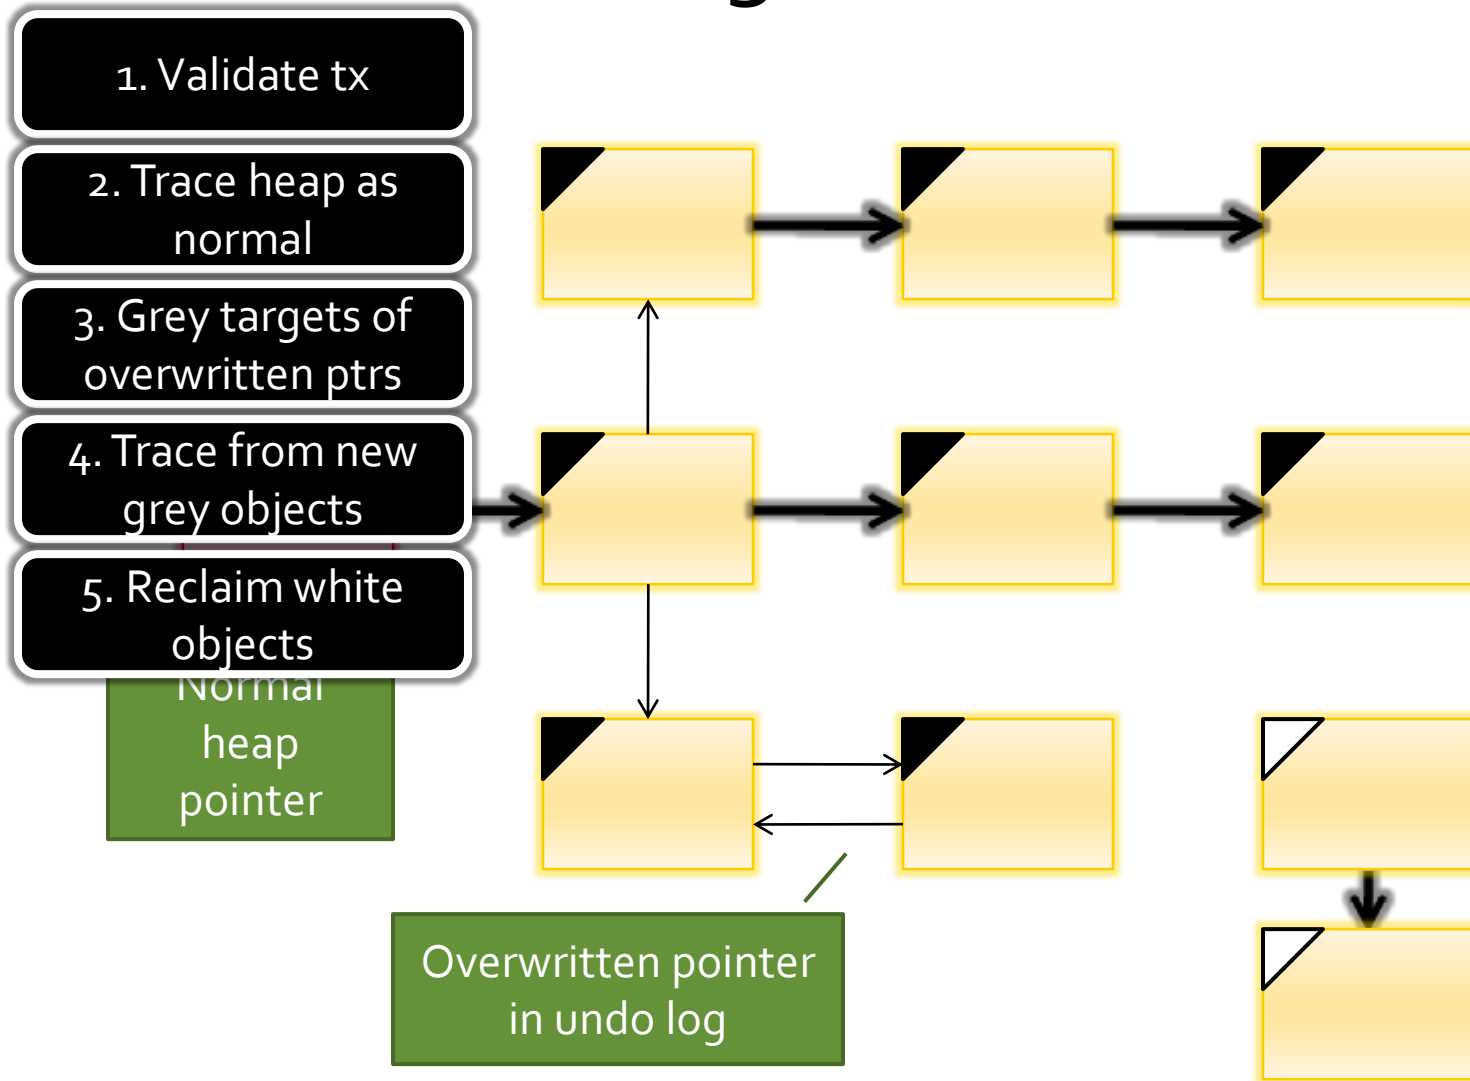 1. Validate tx
2. Trace heap as
normal
3. Grey targets of
overwritten ptrs
4. Trace from new
grey objects
5. Reclaim white
objects
Normal
heap
pointer
Overwritten pointer
in undo log